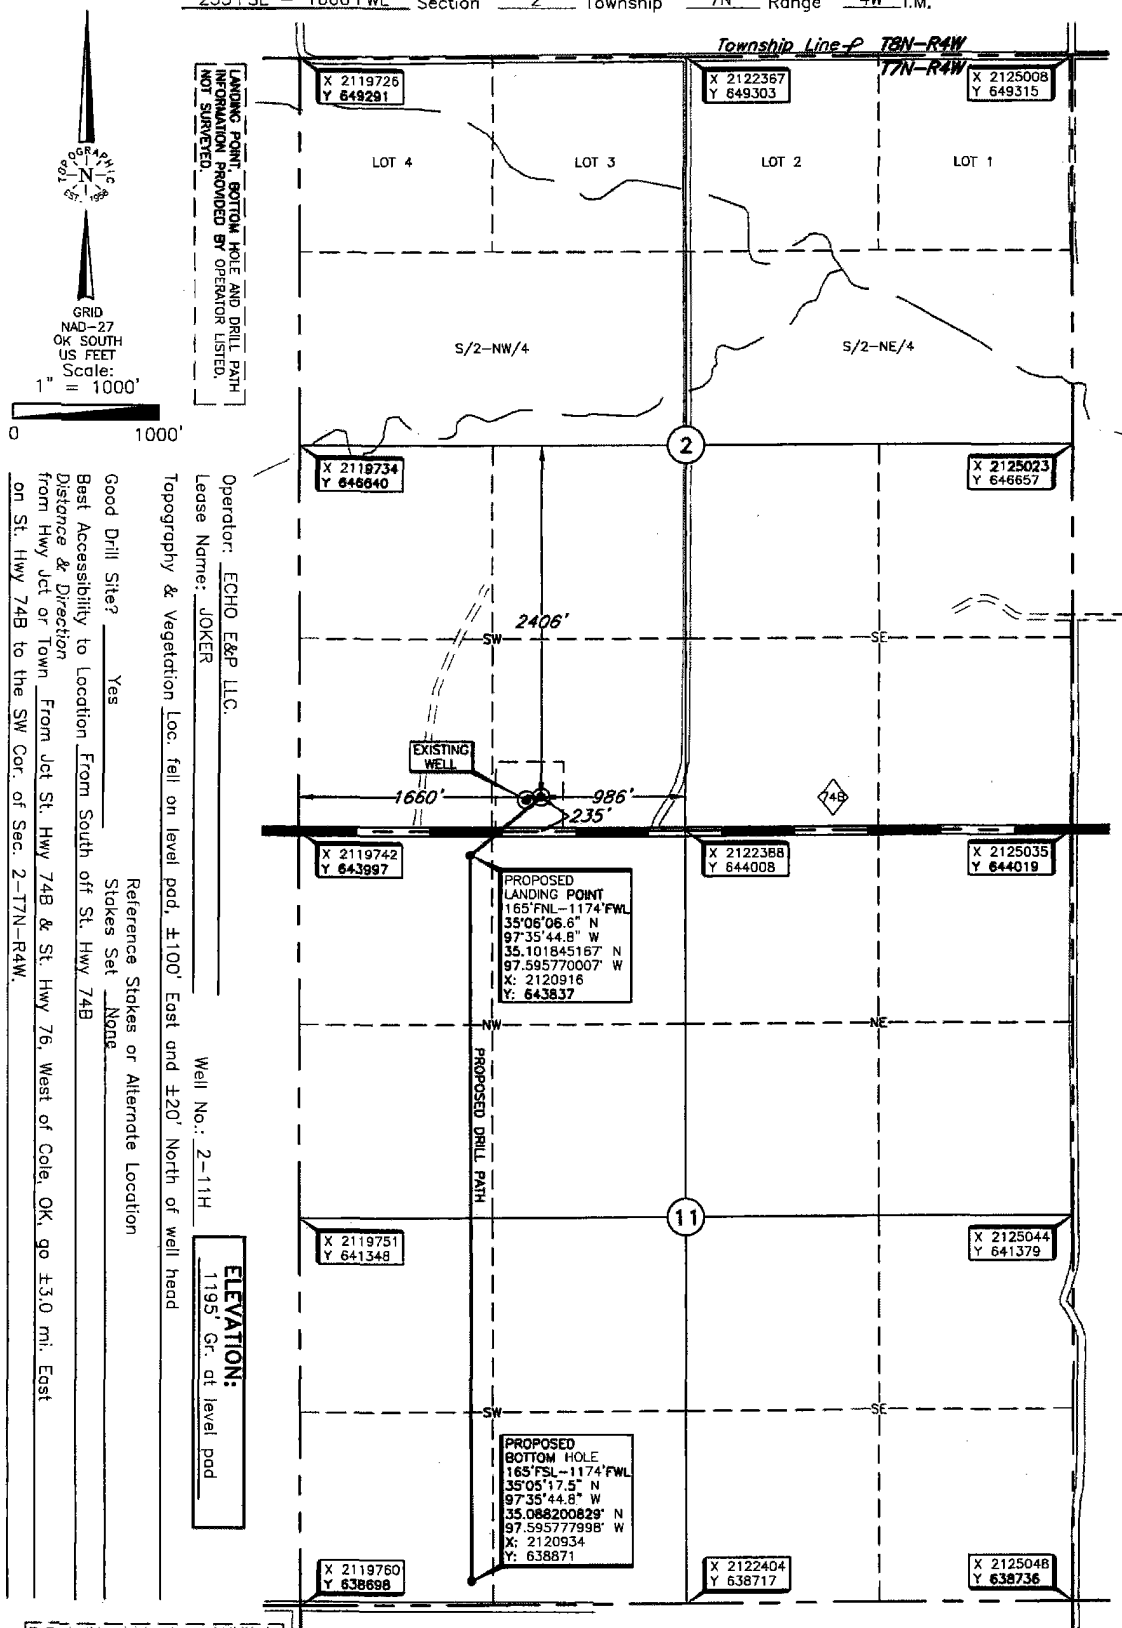 235'FSL - 1660'FWL Section 2 Township 7N Range 4W I.M.
Township Line T8N-R4W
T7N-R4W
X 2119726
Y 649291
X 2122367
Y 649303
X 2125008
Y 649315
TOPOGRAPHIC
N
EST. 1958
GRID
NAD-27
OK SOUTH
US FEET
Scale:
1" = 1000'
0 1000'
LANDING POINT, BOTTOM HOLE AND DRILL PATH
INFORMATION PROVIDED BY OPERATOR LISTED,
NOT SURVEYED.
LOT 4
LOT 3
LOT 2
LOT 1
S/2-NW/4
S/2-NE/4
2
X 2119734
Y 646640
X 2125023
Y 646657
2406'
SW
SE
EXISTING
WELL
1660'
986'
235'
74B
X 2119742
Y 643997
X 2122388
Y 644008
X 2125035
Y 644019
PROPOSED
LANDING POINT
165'FNL-1174'FWL
35°06'06.6" N
97°35'44.8" W
35.101845167° N
97.595770007° W
X: 2120916
Y: 643837
NW
NE
PROPOSED DRILL PATH
11
X 2119751
Y 641348
X 2125044
Y 641379
SW
SE
PROPOSED
BOTTOM HOLE
165'FSL-1174'FWL
35°05'17.5" N
97°35'44.8" W
35.088200829° N
97.595777998° W
X: 2120934
Y: 638871
X 2119760
Y 638698
X 2122404
Y 638717
X 2125048
Y 638736
Operator: ECHO E&P LLC.
Lease Name: JOKER Well No.: 2-11H
ELEVATION:
1195' Gr. at level pad
Topography & Vegetation Loc. fell on level pad, ±100' East and ±20' North of well head
Reference Stakes or Alternate Location
Good Drill Site? Yes Stakes Set None
Best Accessibility to Location From South off St. Hwy 74B
Distance & Direction
from Hwy Jct or Town From Jct St. Hwy 74B & St. Hwy 76, West of Cole, OK, go ±3.0 mi. East
on St. Hwy 74B to the SW Cor. of Sec. 2-T7N-R4W.